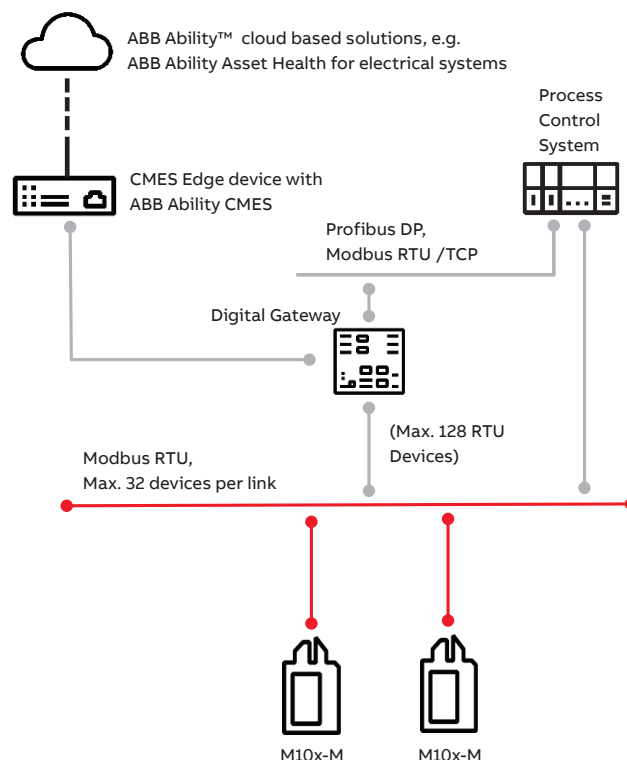 ABB Ability™ cloud based solutions, e.g.
ABB Ability Asset Health for electrical systems
Process
Control
System
CMES Edge device with
ABB Ability CMES
Profibus DP,
Modbus RTU /TCP
Digital Gateway
(Max. 128 RTU
Devices)
Modbus RTU,
Max. 32 devices per link
M10x-M
M10x-M